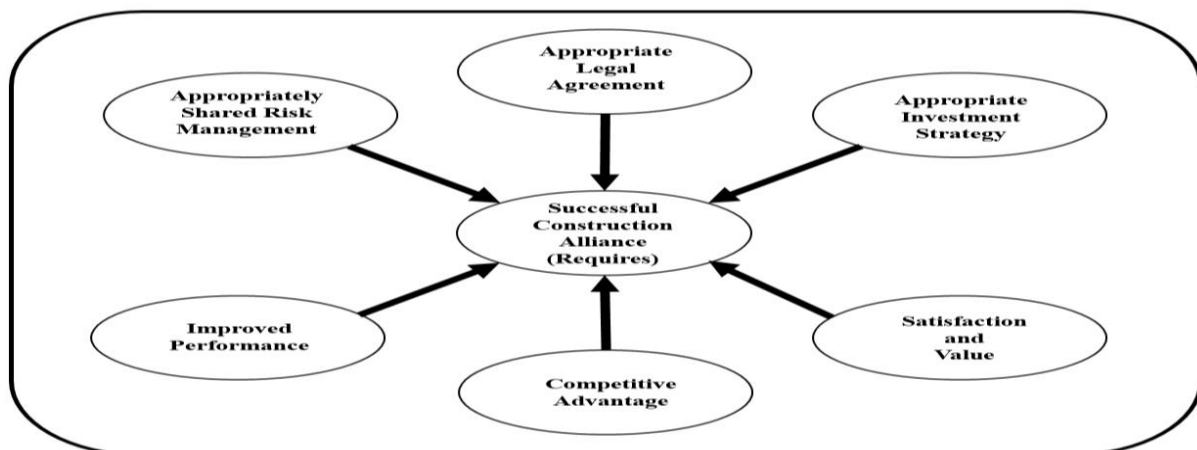 Appropriate
Legal
Agreement
Appropriately
Shared Risk
Management
Appropriate
Investment
Strategy
Successful
Construction
Alliance
(Requires)
Improved
Performance
Competitive
Advantage
Satisfaction
and
Value